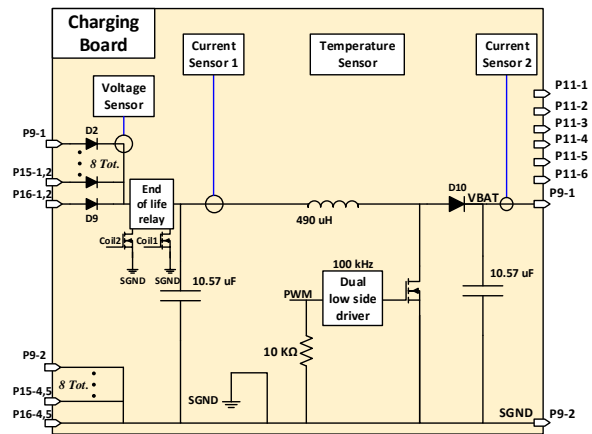 Charging
Board
Current
Sensor 1
Temperature
Sensor
Current
Sensor 2
Voltage
Sensor
P11-1
P11-2
P11-3
P11-4
P11-5
P11-6
P9-1
D2
8 Tot.
P15-1,2
P16-1,2
D9
End
of life
relay
Coil2
Coil1
SGND
SGND
10.57 uF
490 uH
D10
VBAT
P9-1
100 kHz
Dual
low side
driver
PWM
10 KΩ
10.57 uF
P9-2
8 Tot.
P15-4,5
P16-4,5
SGND
SGND
P9-2